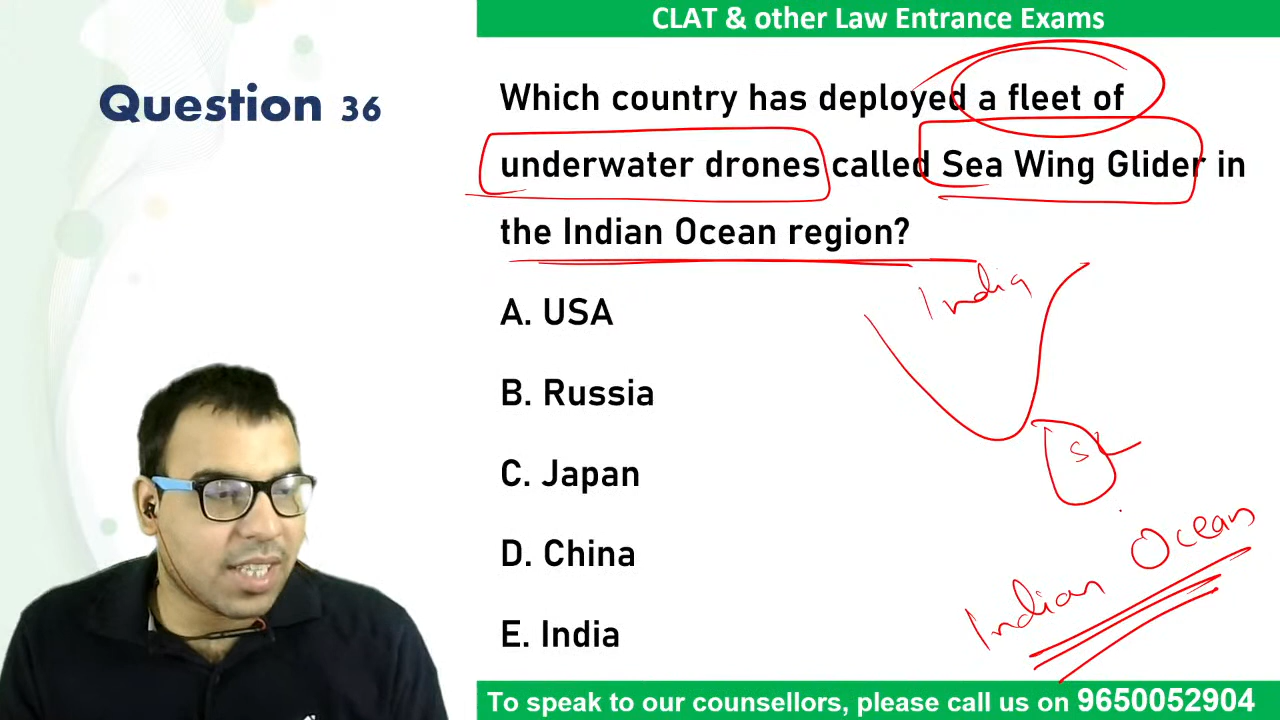 CLAT & other Law Entrance Exams
Question 36
Which country has deployed a fleet of
underwater drones called Sea Wing Glider in
the Indian Ocean region?
India
A. USA
B. Russia
SL
C. Japan
Indian Ocean
D. China
E. India
To speak to our counsellors, please call us on 9650052904